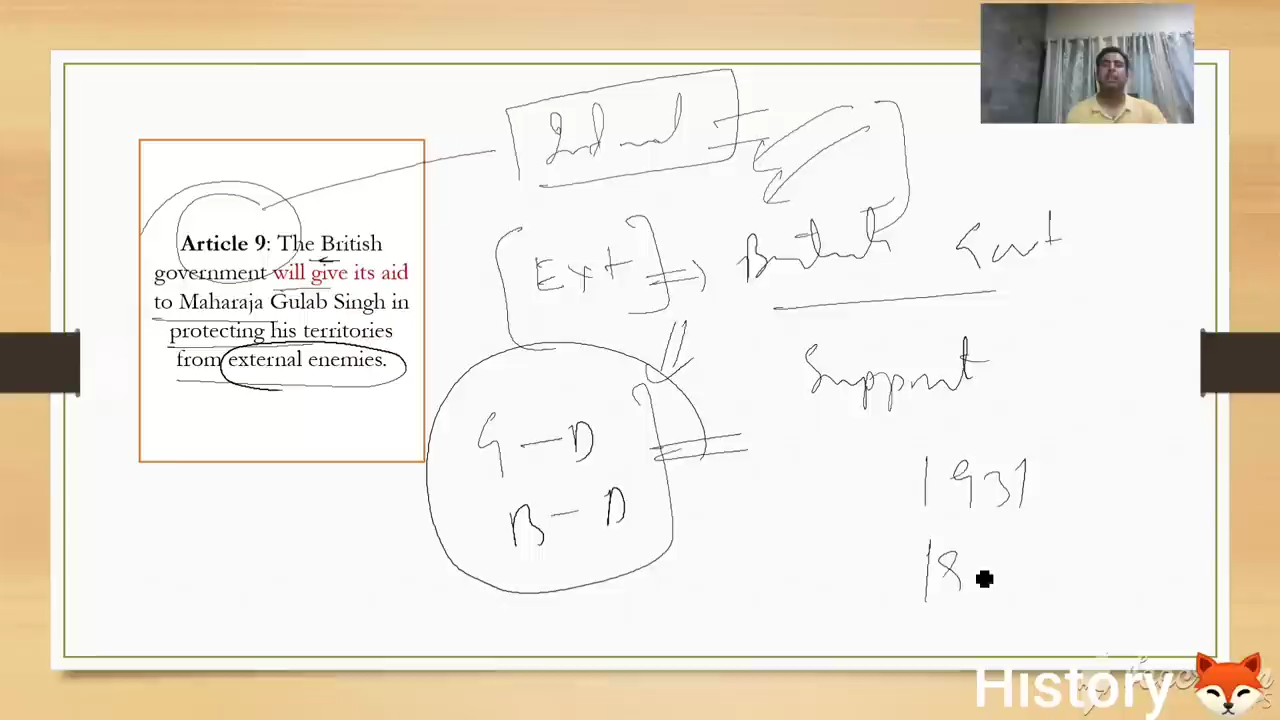 Article 9: The British
government will give its aid
to Maharaja Gulab Singh in
protecting his territories
from external enemies.
Ext
British Govt
Support
G - D
B - D
1931
18
History